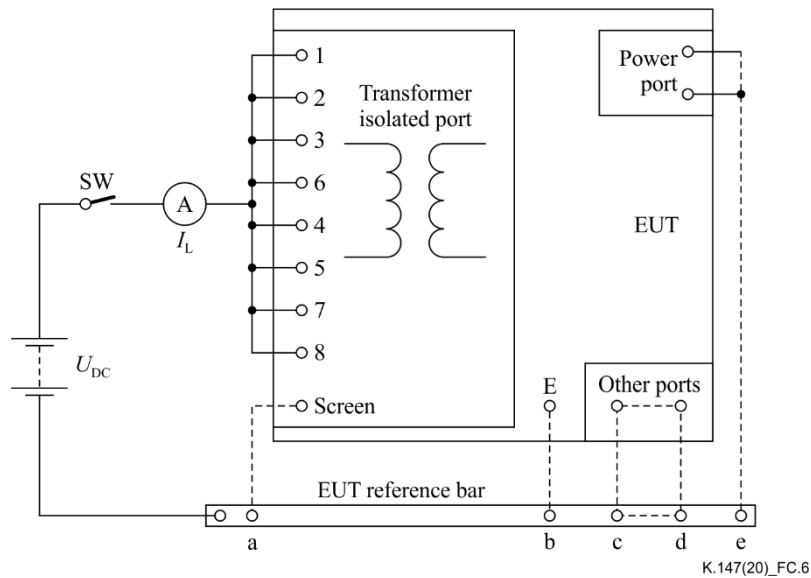 1
2
3
6
4
5
7
8
Screen
Transformer
isolated port
Power
port
EUT
SW
A
I_L
U_DC
E
Other ports
EUT reference bar
a
b
c
d
e
K.147(20)_FC.6